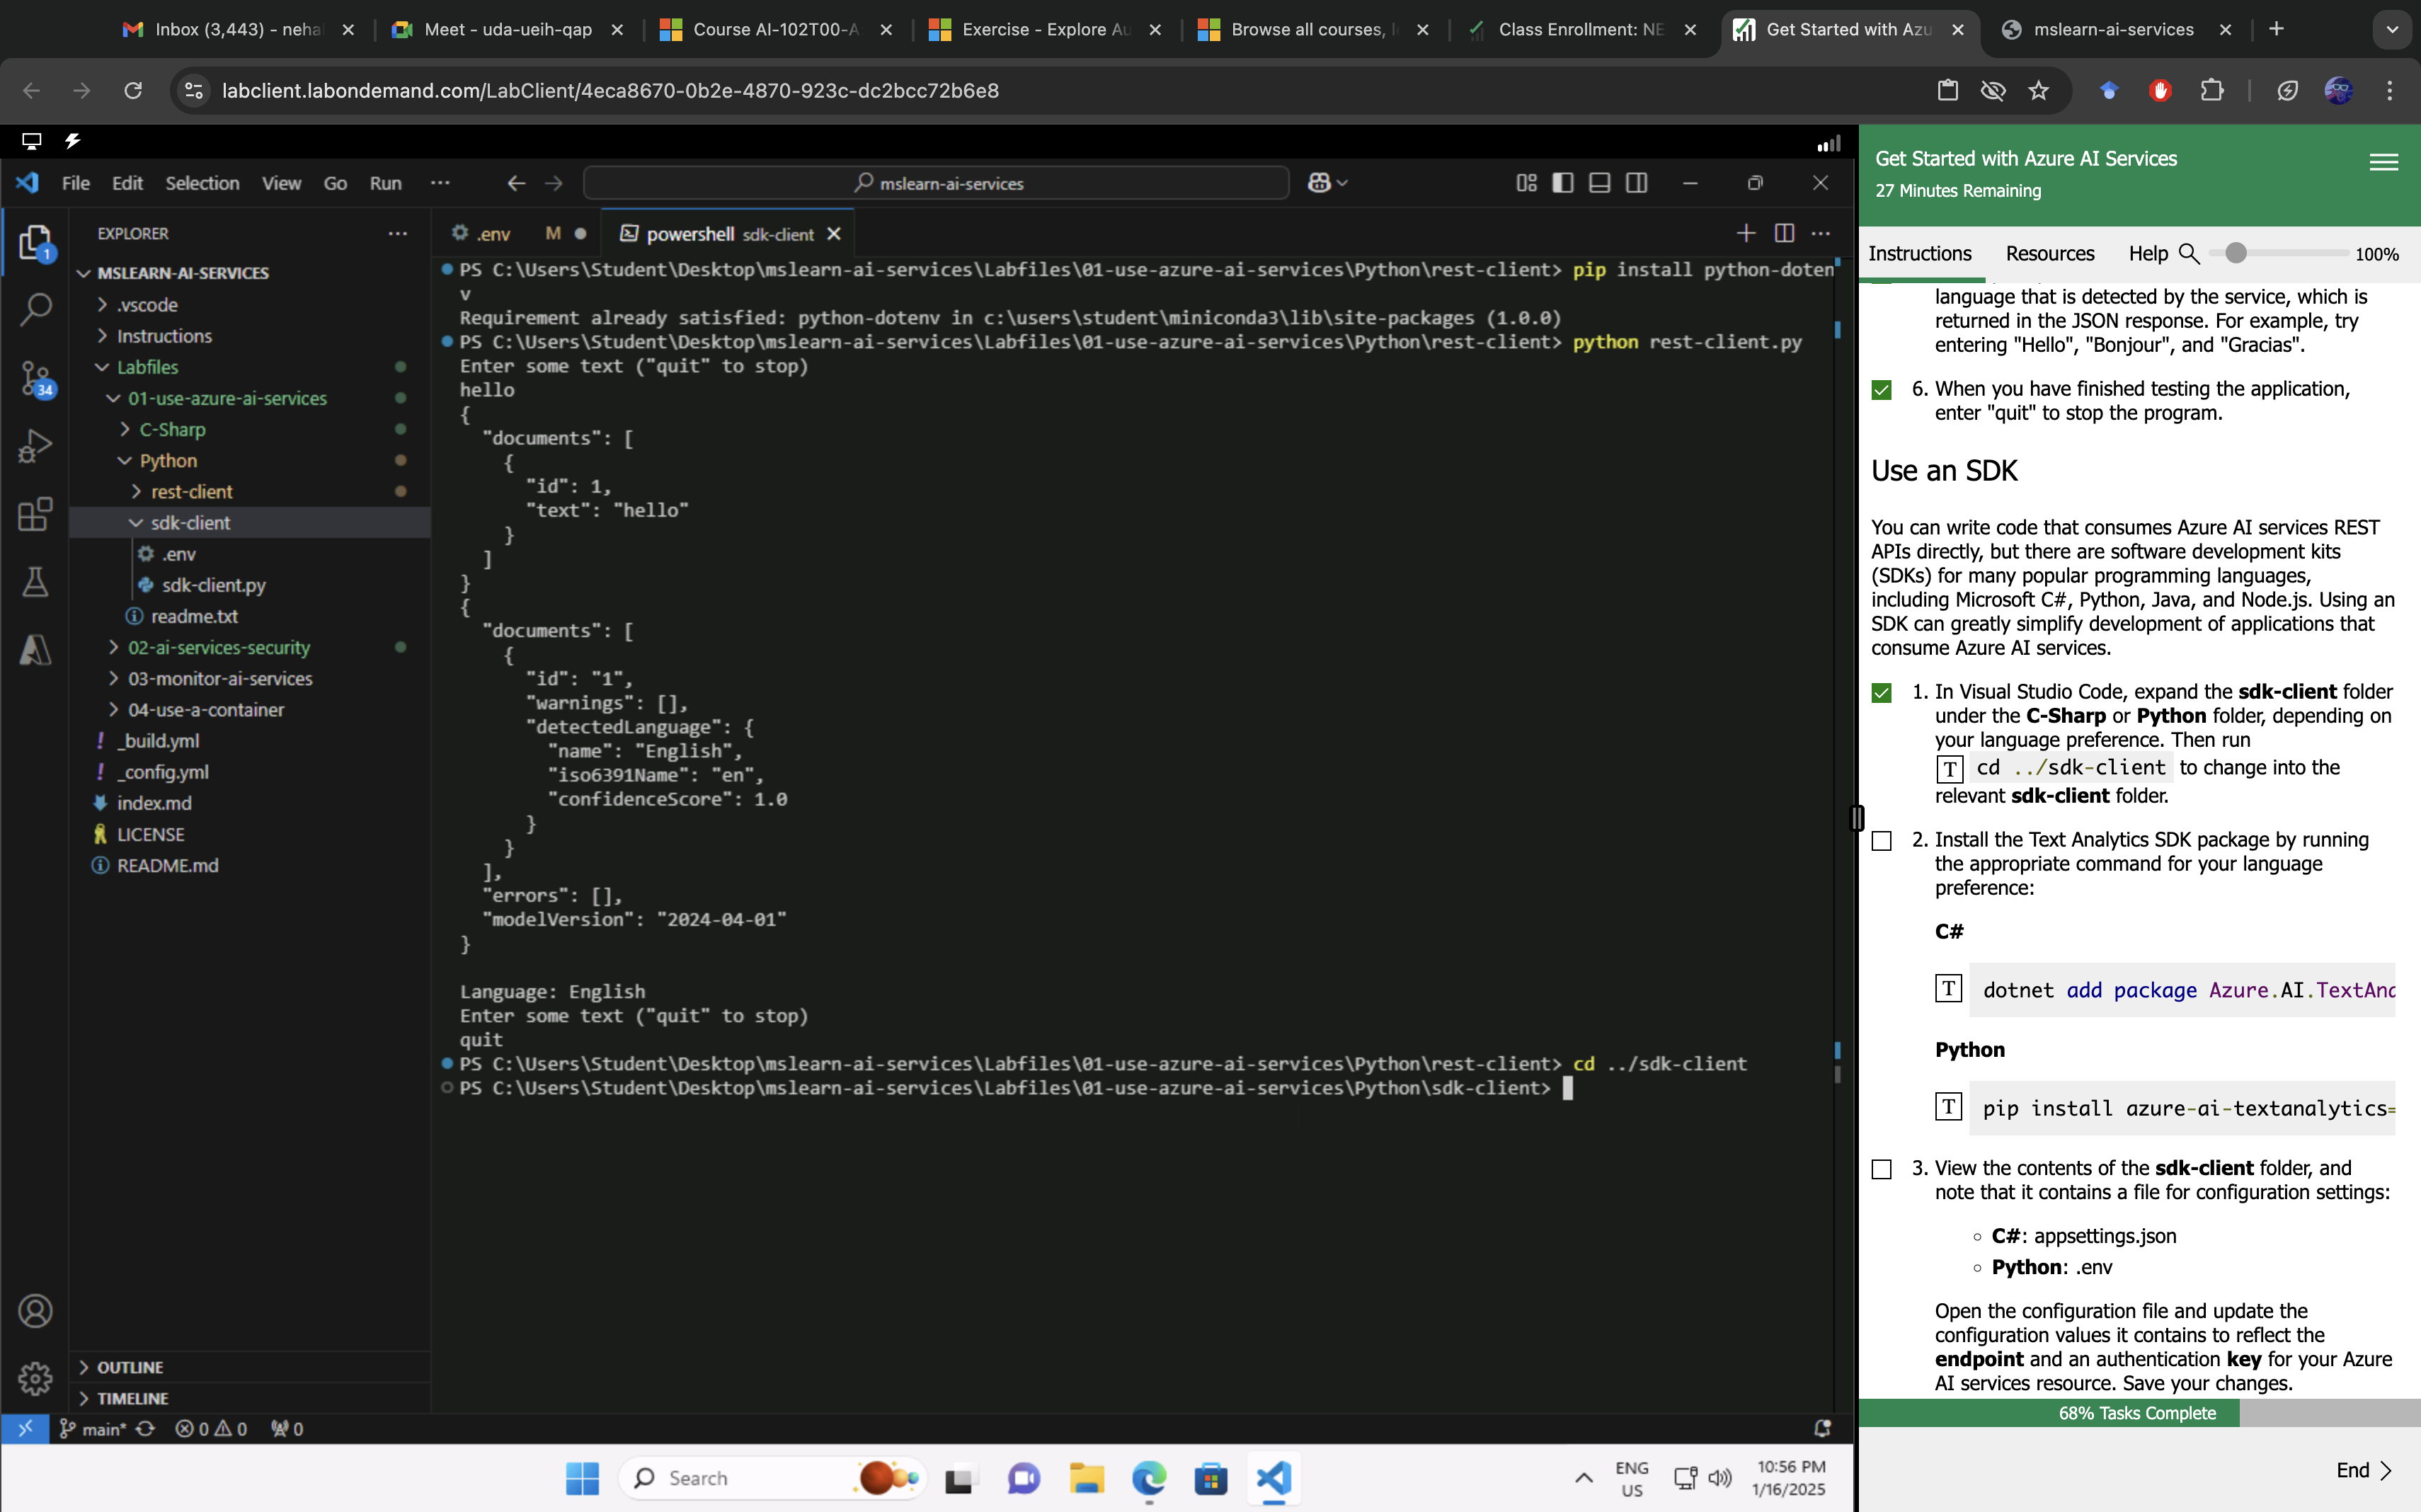 Inbox (3,443) - neha
Meet - uda-ueih-qap
Course AI-102T00-A
Exercise - Explore Au
Browse all courses, l
Class Enrollment: NE
Get Started with Azu
mslearn-ai-services
labclient.labondemand.com/LabClient/4eca8670-0b2e-4870-923c-dc2bcc72b6e8
File Edit Selection View Go Run ···
mslearn-ai-services
EXPLORER
1
34
MSLEARN-AI-SERVICES
.vscode
Instructions
Labfiles
01-use-azure-ai-services
C-Sharp
Python
rest-client
sdk-client
.env
sdk-client.py
readme.txt
02-ai-services-security
03-monitor-ai-services
04-use-a-container
! _build.yml
! _config.yml
index.md
LICENSE
README.md
OUTLINE
TIMELINE
.env M
powershell sdk-client
PS C:\Users\Student\Desktop\mslearn-ai-services\Labfiles\01-use-azure-ai-services\Python\rest-client> pip install python-doten
v
Requirement already satisfied: python-dotenv in c:\users\student\miniconda3\lib\site-packages (1.0.0)
PS C:\Users\Student\Desktop\mslearn-ai-services\Labfiles\01-use-azure-ai-services\Python\rest-client> python rest-client.py
Enter some text ("quit" to stop)
hello
{
"documents": [
{
"id": 1,
"text": "hello"
}
]
}
{
"documents": [
{
"id": "1",
"warnings": [],
"detectedLanguage": {
"name": "English",
"iso6391Name": "en",
"confidenceScore": 1.0
}
}
],
"errors": [],
"modelVersion": "2024-04-01"
}
Language: English
Enter some text ("quit" to stop)
quit
PS C:\Users\Student\Desktop\mslearn-ai-services\Labfiles\01-use-azure-ai-services\Python\rest-client> cd ../sdk-client
PS C:\Users\Student\Desktop\mslearn-ai-services\Labfiles\01-use-azure-ai-services\Python\sdk-client>
main* 0 0 0
Search
ENG
US
10:56 PM
1/16/2025
Get Started with Azure AI Services
27 Minutes Remaining
Instructions Resources Help 100%
language that is detected by the service, which is
returned in the JSON response. For example, try
entering "Hello", "Bonjour", and "Gracias".
6. When you have finished testing the application,
enter "quit" to stop the program.
Use an SDK
You can write code that consumes Azure AI services REST
APIs directly, but there are software development kits
(SDKs) for many popular programming languages,
including Microsoft C#, Python, Java, and Node.js. Using an
SDK can greatly simplify development of applications that
consume Azure AI services.
1. In Visual Studio Code, expand the sdk-client folder
under the C-Sharp or Python folder, depending on
your language preference. Then run
T cd ../sdk-client to change into the
relevant sdk-client folder.
2. Install the Text Analytics SDK package by running
the appropriate command for your language
preference:
C#
T dotnet add package Azure.AI.TextAna
Python
T pip install azure-ai-textanalytics=
3. View the contents of the sdk-client folder, and
note that it contains a file for configuration settings:
C#: appsettings.json
Python: .env
Open the configuration file and update the
configuration values it contains to reflect the
endpoint and an authentication key for your Azure
AI services resource. Save your changes.
68% Tasks Complete
End